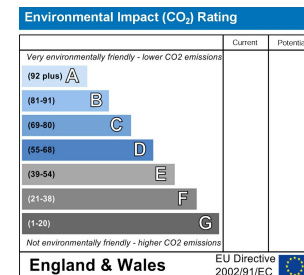 Environmental Impact (CO₂) Rating
Current Potentia
Very environmentally friendly - lower CO2 emissions
(92 plus) A
(81-91) B
(69-80) C
(55-68) D
(39-54) E
(21-38) F
(1-20) G
Not environmentally friendly - higher CO2 emissions
England & Wales
EU Directive
2002/91/EC